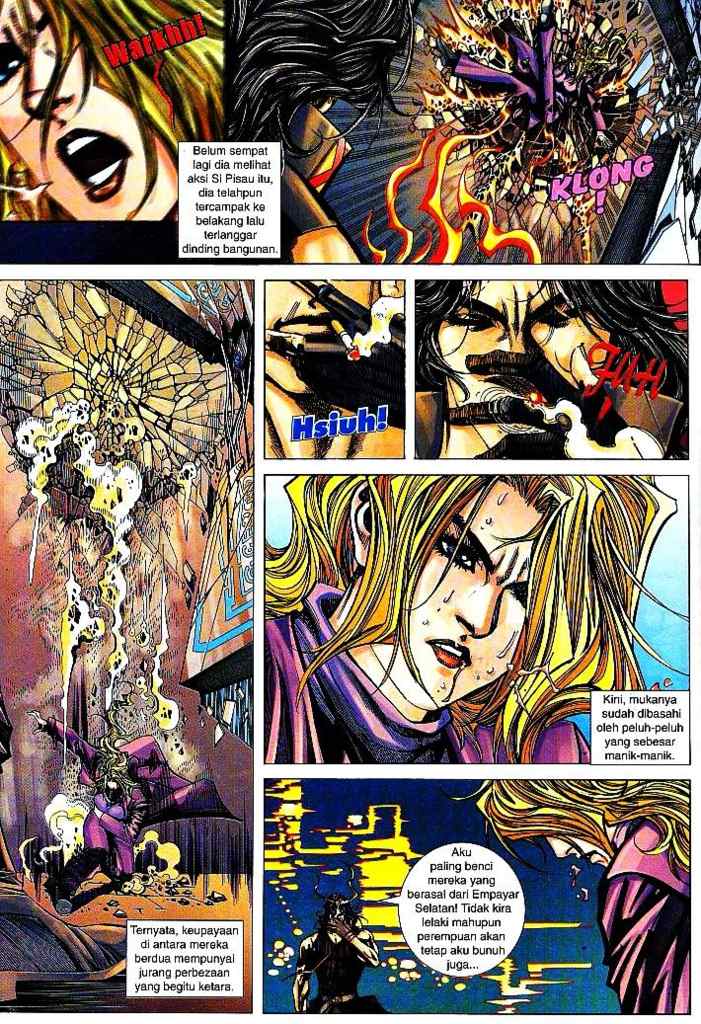 Warkhh!
Belum sempat
lagi dia melihat
aksi Si Pisau itu,
dia telahpun
tercampak ke
belakang lalu
terlanggar
dinding bangunan.
KLONG
!
Hsiuh!
Kini, mukanya
sudah dibasahi
oleh peluh-peluh
yang sebesar
manik-manik.
Ternyata, keupayaan
di antara mereka
berdua mempunyai
jurang perbezaan
yang begitu ketara.
Aku
paling benci
mereka yang
berasal dari Empayar
Selatan! Tidak kira
lelaki mahupun
perempuan akan
tetap aku bunuh
juga...